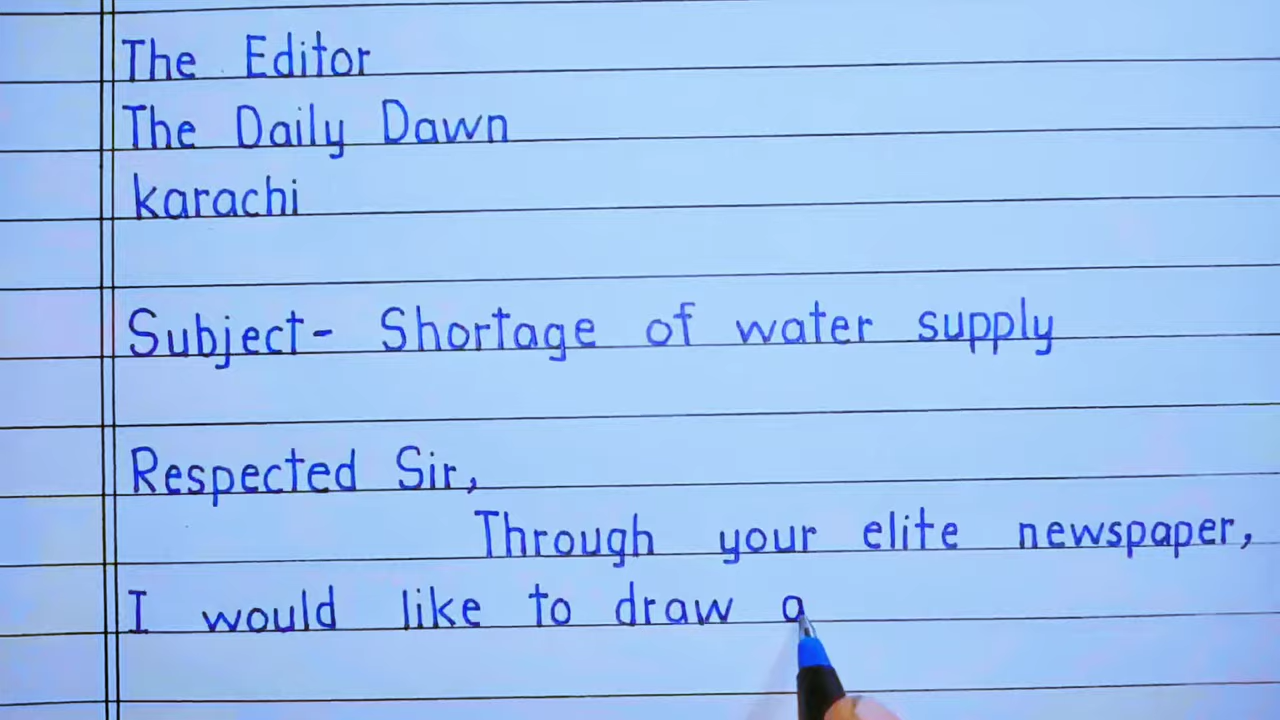 The Editor
The Daily Dawn
karachi
Subject- Shortage of water supply
Respected Sir,
Through your elite newspaper,
I would like to draw a